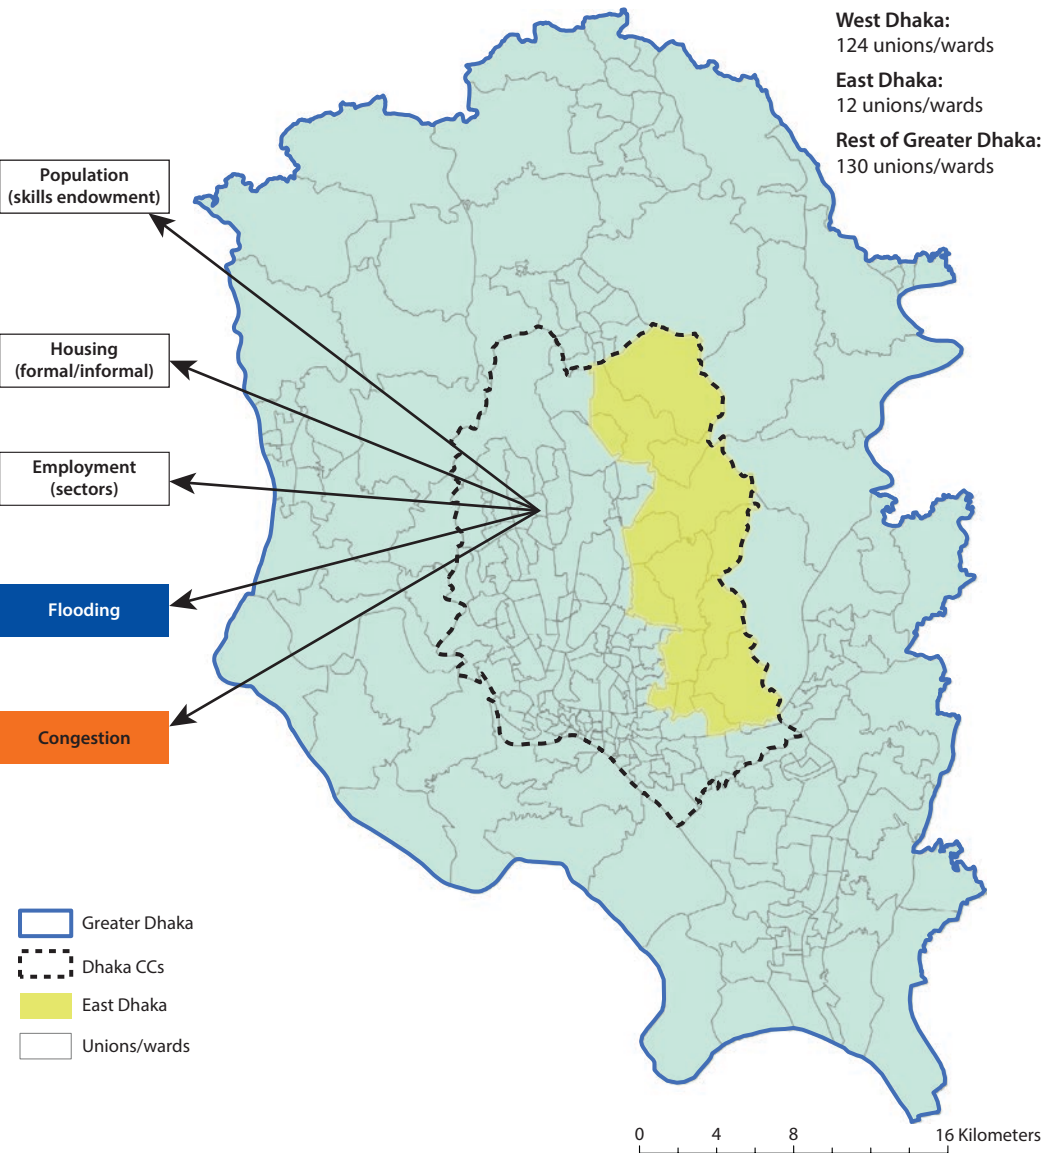 West Dhaka:
124 unions/wards
East Dhaka:
12 unions/wards
Rest of Greater Dhaka:
130 unions/wards
Population
(skills endowment)
Housing
(formal/informal)
Employment
(sectors)
Flooding
Congestion
Greater Dhaka
Dhaka CCs
East Dhaka
Unions/wards
0 4 8 16 Kilometers